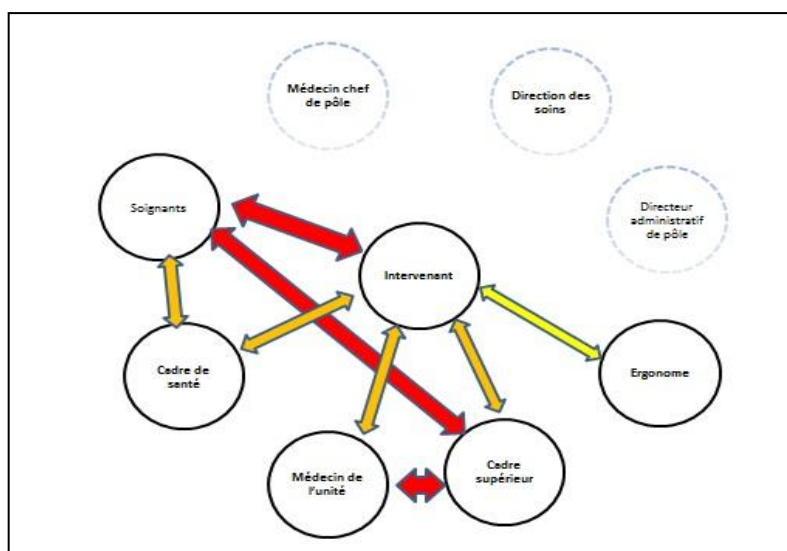 Médecin chef
de pôle
Direction des
soins
Soignants
Directeur
administratif
de pôle
Intervenant
Cadre de
santé
Ergonome
Médecin de
l'unité
Cadre
supérieur